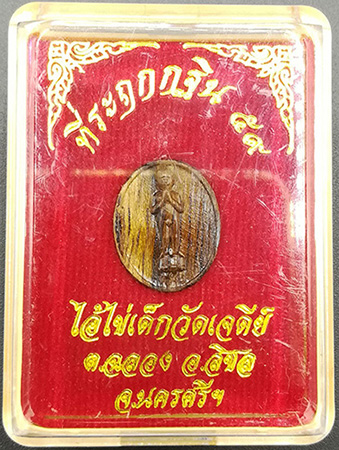 ที่ระฤกกฐิน ๕๙
ไอ้ไข่เด็กวัดเจดีย์
ต.ฉลอง อ.สิชล
จ.นครศรีฯ